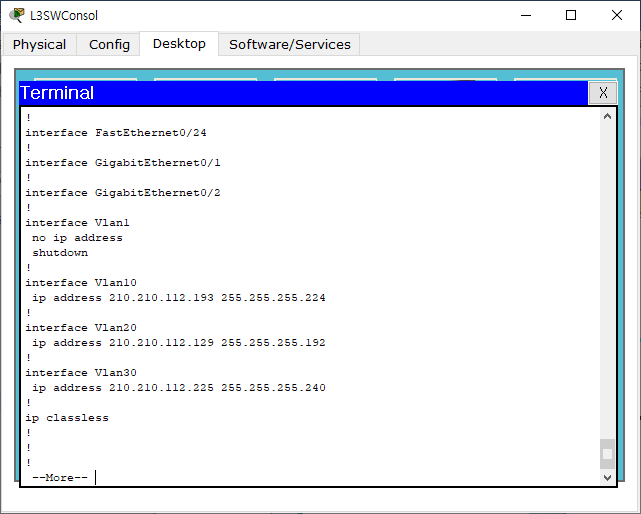 L3SWConsol
Physical Config Desktop Software/Services
Terminal X
!
interface FastEthernet0/24
!
interface GigabitEthernet0/1
!
interface GigabitEthernet0/2
!
interface Vlan1
 no ip address
 shutdown
!
interface Vlan10
 ip address 210.210.112.193 255.255.255.224
!
interface Vlan20
 ip address 210.210.112.129 255.255.255.192
!
interface Vlan30
 ip address 210.210.112.225 255.255.255.240
!
ip classless
!
!
!
 --More--